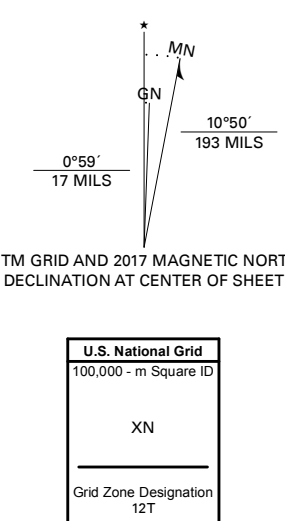 MN
GN
10°50´
193 MILS
0°59´
17 MILS
TM GRID AND 2017 MAGNETIC NORT
DECLINATION AT CENTER OF SHEET
U.S. National Grid
100,000 - m Square ID
XN
Grid Zone Designation
12T